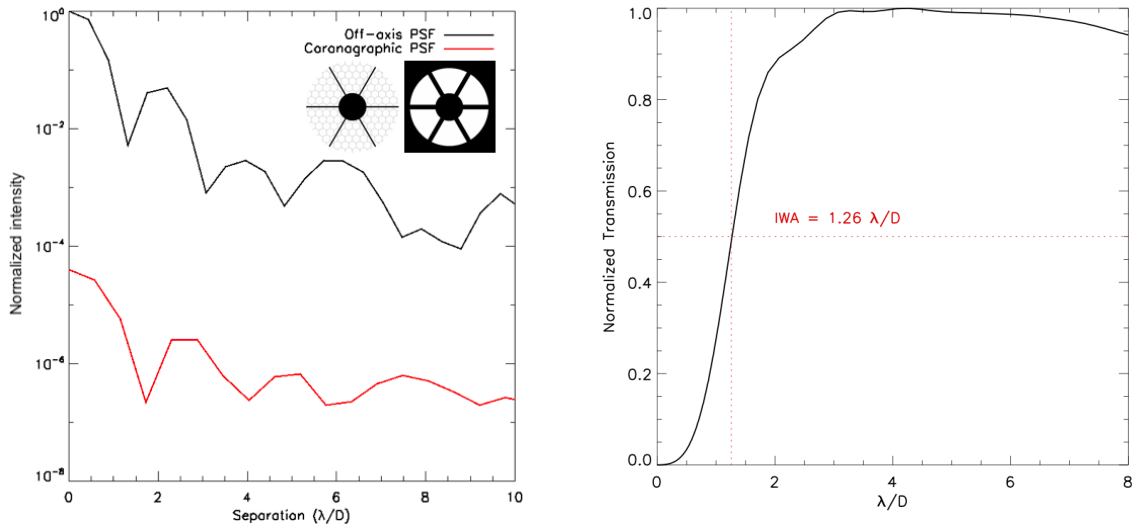 10⁰
10⁻²
10⁻⁴
10⁻⁶
10⁻⁸
Normalized intensity
Off-axis PSF
Coronagraphic PSF
0 2 4 6 8 10
Separation (λ/D)
1.0
0.8
0.6
0.4
0.2
0.0
Normalized Transmission
IWA = 1.26 λ/D
0 2 4 6 8
λ/D